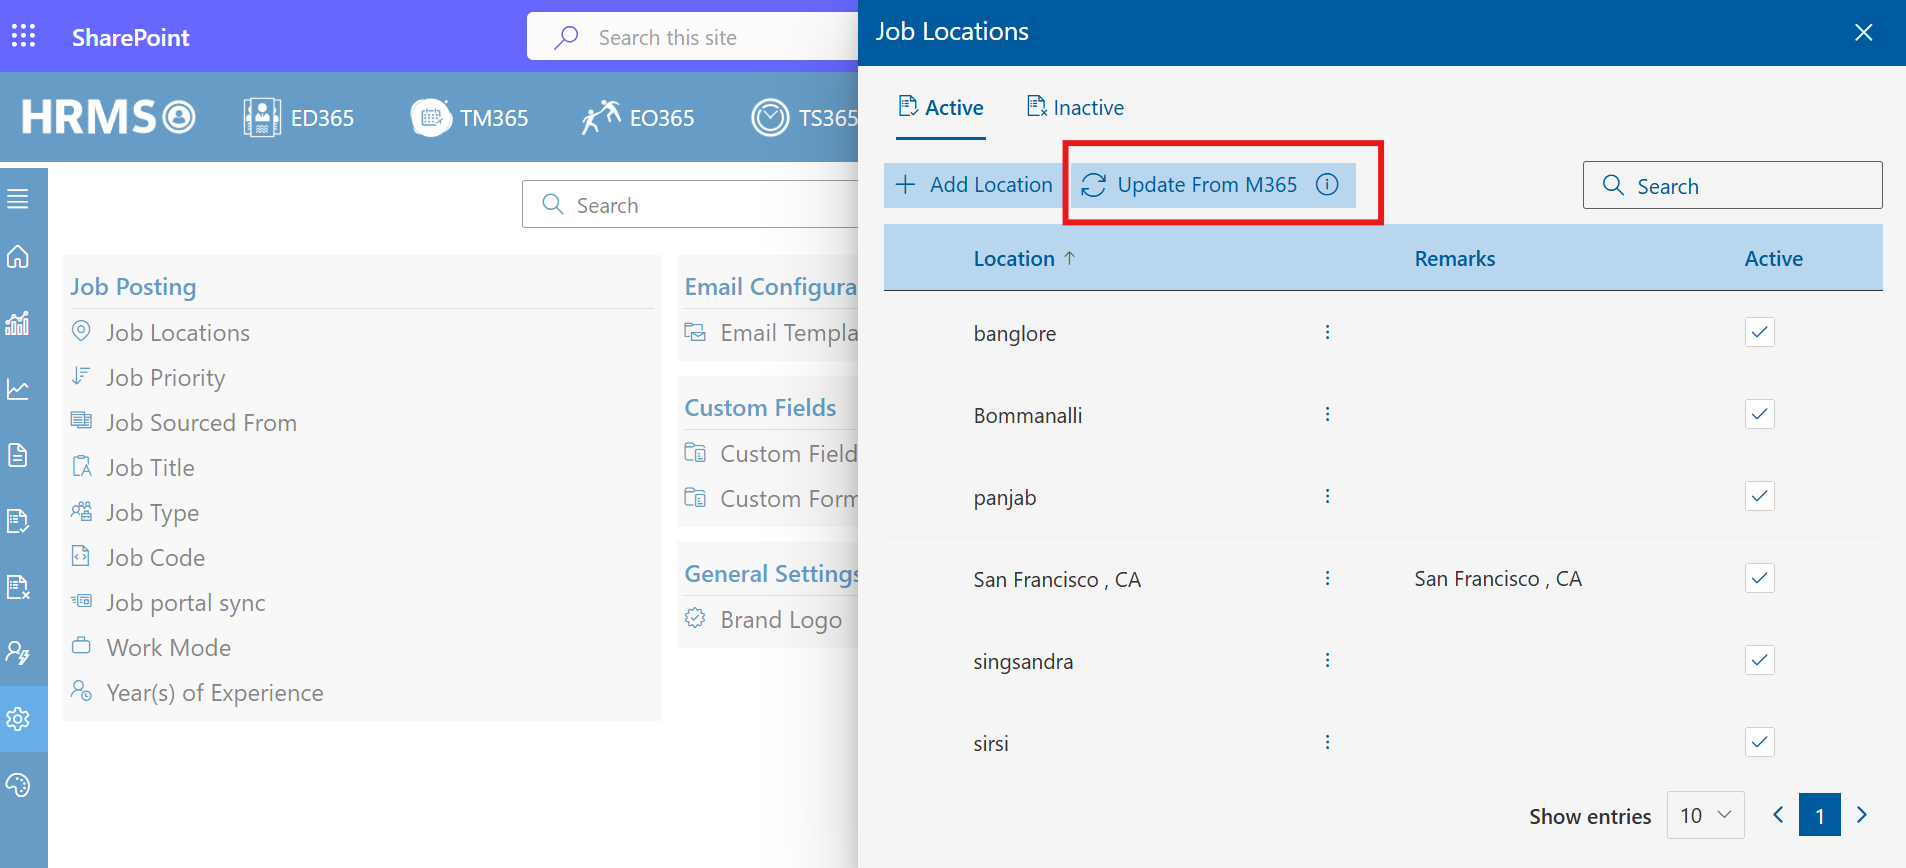 SharePoint
Search this site
HRMS
ED365
TM365
EO365
TS365
Search
Job Posting
Job Locations
Job Priority
Job Sourced From
Job Title
Job Type
Job Code
Job portal sync
Work Mode
Year(s) of Experience
Email Configura
Email Templa
Custom Fields
Custom Field
Custom Form
General Settings
Brand Logo
Job Locations
Active
Inactive
Add Location
Update From M365
Search
Location
Remarks
Active
banglore
Bommanalli
panjab
San Francisco , CA
San Francisco , CA
singsandra
sirsi
Show entries
10
1